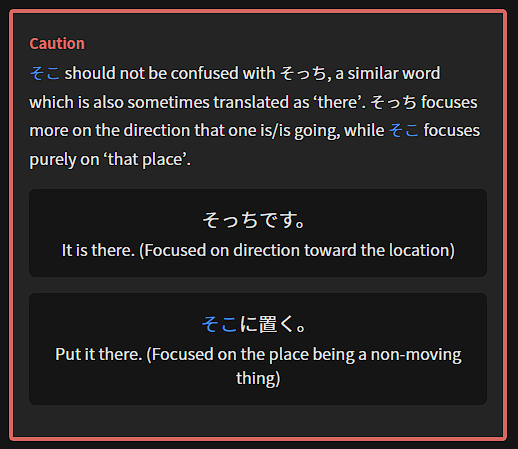 Caution
そこ should not be confused with そっち, a similar word
which is also sometimes translated as ‘there’. そっち focuses
more on the direction that one is/is going, while そこ focuses
purely on ‘that place’.
そっちです。
It is there. (Focused on direction toward the location)
そこに置く。
Put it there. (Focused on the place being a non-moving
thing)